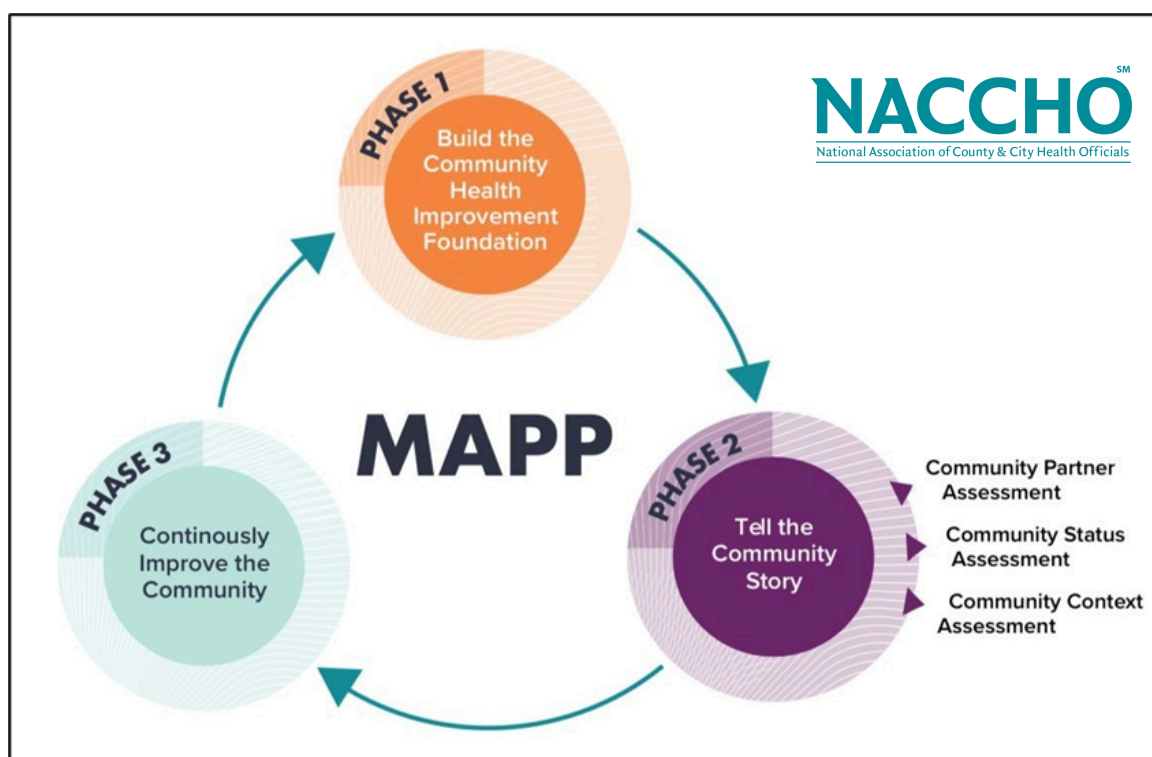 PHASE 1
Build the
Community
Health
Improvement
Foundation
NACCHO SM
National Association of County & City Health Officials
MAPP
PHASE 2
Tell the
Community
Story
Community Partner
Assessment
Community Status
Assessment
Community Context
Assessment
PHASE 3
Continously
Improve the
Community